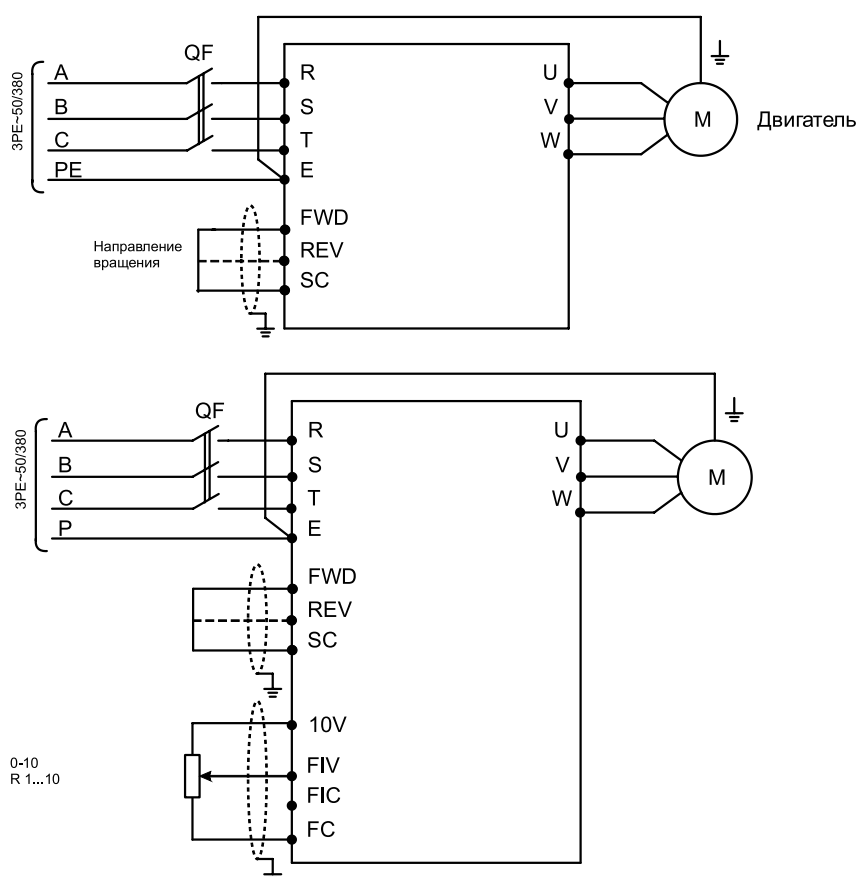 QF
3PE~50/380
A
B
C
PE
R
S
T
E
U
V
W
M
Двигатель
Направление
вращения
FWD
REV
SC
QF
3PE~50/380
A
B
C
P
R
S
T
E
U
V
W
M
FWD
REV
SC
0-10
R 1...10
10V
FIV
FIC
FC